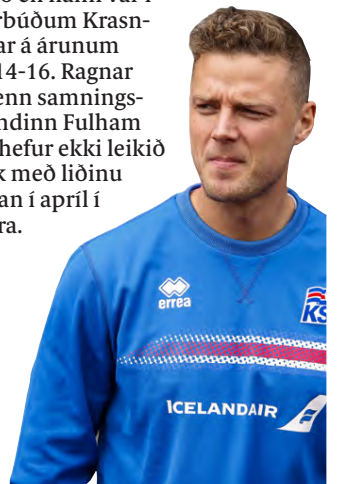 ð en hann var í
rbúðum Krasn-
ar á árunum
14-16. Ragnar
enn samnings-
ndinn Fulham
hefur ekki leikið
k með liðinu
an í apríl í
ra.
errea
KS
ICELANDAIR